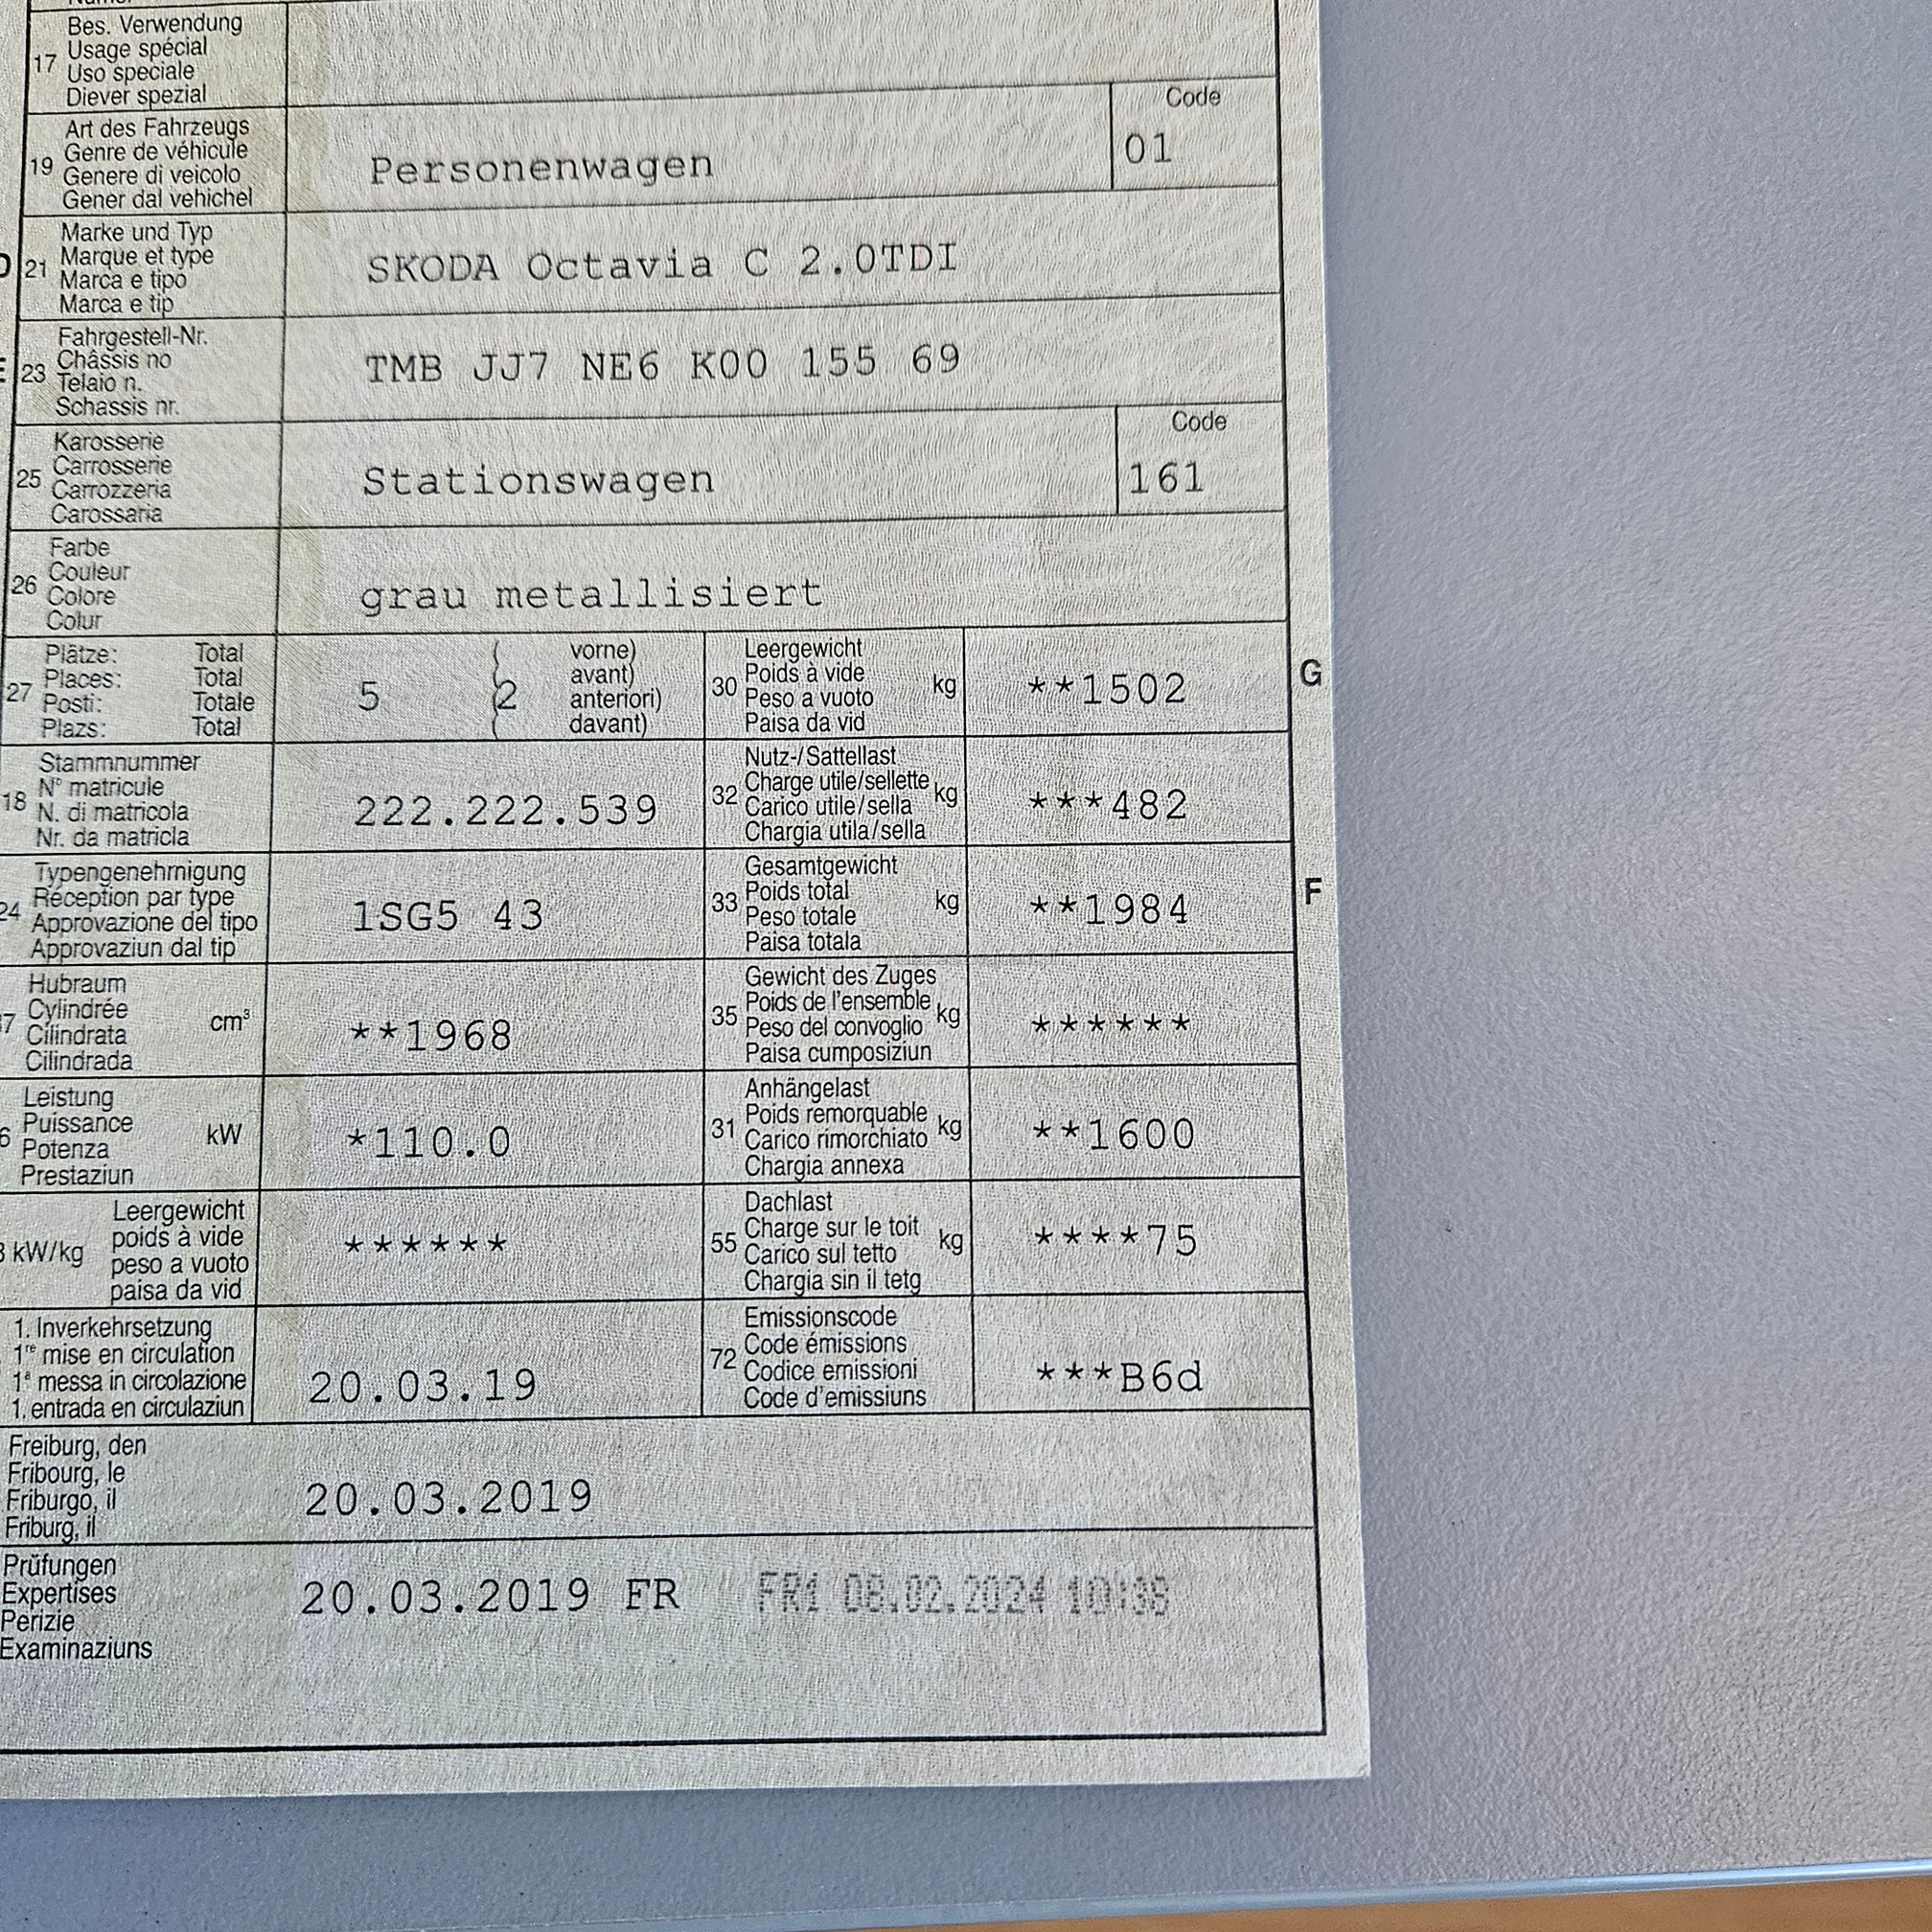 17
Bes. Verwendung
Usage spécial
Uso speciale
Diever spezial
19
Art des Fahrzeugs
Genre de véhicule
Genere di veicolo
Gener dal vehichel
Personenwagen
Code
01
21
Marke und Typ
Marque et type
Marca e tipo
Marca e tip
SKODA Octavia C 2.0TDI
23
Fahrgestell-Nr.
Châssis no
Telaio n.
Schassis nr.
TMB JJ7 NE6 K00 155 69
25
Karosserie
Carrosserie
Carrozzeria
Carossaria
Stationswagen
Code
161
26
Farbe
Couleur
Colore
Colur
grau metallisiert
27
Plätze: Total
Places: Total
Posti: Totale
Plazs: Total
5 (2
vorne)
avant)
anteriori)
davant)
30
Leergewicht
Poids à vide
Peso a vuoto
Paisa da vid
kg
**1502
G
18
Stammnummer
N° matricule
N. di matricola
Nr. da matricla
222.222.539
32
Nutz-/Sattellast
Charge utile/sellette
Carico utile/sella
Chargia utila/sella
kg
***482
24
Typengenehmigung
Réception par type
Approvazione del tipo
Approvaziun dal tip
1SG5 43
33
Gesamtgewicht
Poids total
Peso totale
Paisa totala
kg
**1984
F
7
Hubraum
Cylindrée
Cilindrata
Cilindrada
cm³
**1968
35
Gewicht des Zuges
Poids de l'ensemble
Peso del convoglio
Paisa cumposiziun
kg
******
6
Leistung
Puissance
Potenza
Prestaziun
kW
*110.0
31
Anhängelast
Poids remorquable
Carico rimorchiato
Chargia annexa
kg
**1600
kW/kg
Leergewicht
poids à vide
peso a vuoto
paisa da vid
******
55
Dachlast
Charge sur le toit
Carico sul tetto
Chargia sin il tetg
kg
****75
1. Inverkehrsetzung
1re mise en circulation
1a messa in circolazione
1. entrada en circulaziun
20.03.19
72
Emissionscode
Code émissions
Codice emissioni
Code d'emissiuns
***B6d
Freiburg, den
Fribourg, le
Friburgo, il
Friburg, il
20.03.2019
Prüfungen
Expertises
Perizie
Examinaziuns
20.03.2019 FR FR1 08.02.2024